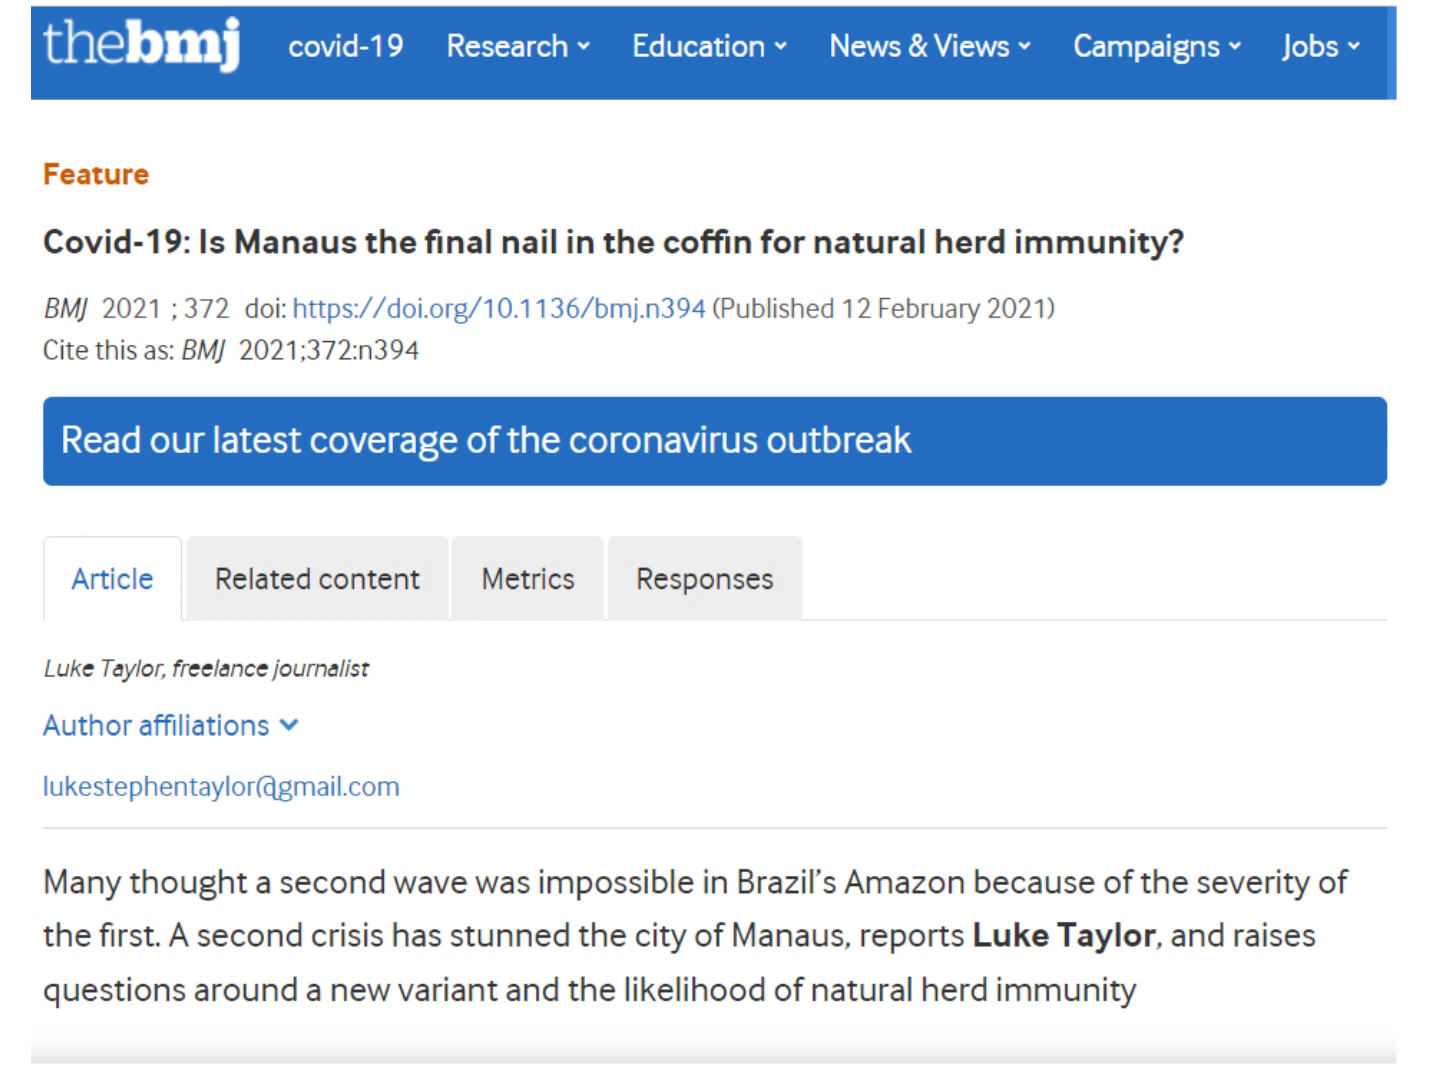 thebmj covid-19 Research Education News & Views Campaigns Jobs
Feature
Covid-19: Is Manaus the final nail in the coffin for natural herd immunity?
BMJ 2021 ; 372 doi: https://doi.org/10.1136/bmj.n394 (Published 12 February 2021)
Cite this as: BMJ 2021;372:n394
Read our latest coverage of the coronavirus outbreak
Article Related content Metrics Responses
Luke Taylor, freelance journalist
Author affiliations
lukestephentaylor@gmail.com
Many thought a second wave was impossible in Brazil’s Amazon because of the severity of
the first. A second crisis has stunned the city of Manaus, reports Luke Taylor, and raises
questions around a new variant and the likelihood of natural herd immunity